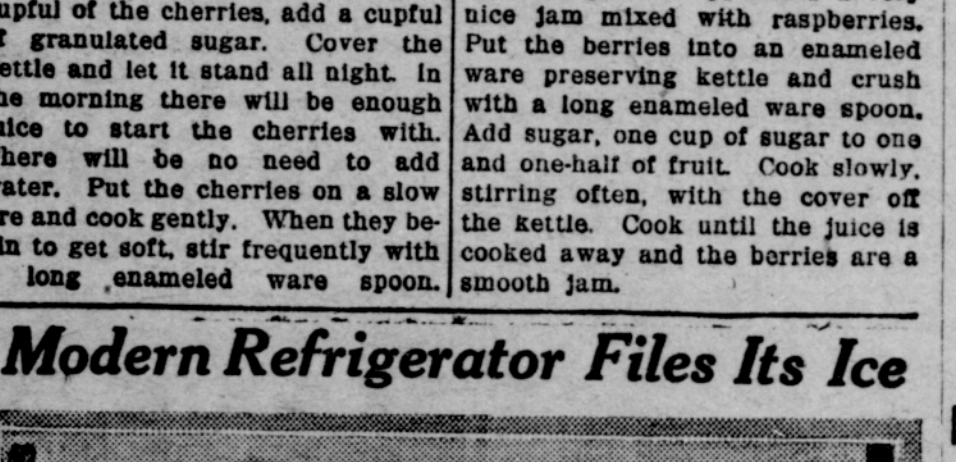 upful of the cherries, add a cupful
granulated sugar. Cover the
ettle and let it stand all night. In
he morning there will be enough
uice to start the cherries with.
here will be no need to add
ater. Put the cherries on a slow
re and cook gently. When they be-
in to get soft, stir frequently with
long enameled ware spoon.
nice jam mixed with raspberries.
Put the berries into an enameled
ware preserving kettle and crush
with a long enameled ware spoon.
Add sugar, one cup of sugar to one
and one-half of fruit. Cook slowly,
stirring often, with the cover off
the kettle. Cook until the juice is
cooked away and the berries are a
smooth jam.
Modern Refrigerator Files Its Ice